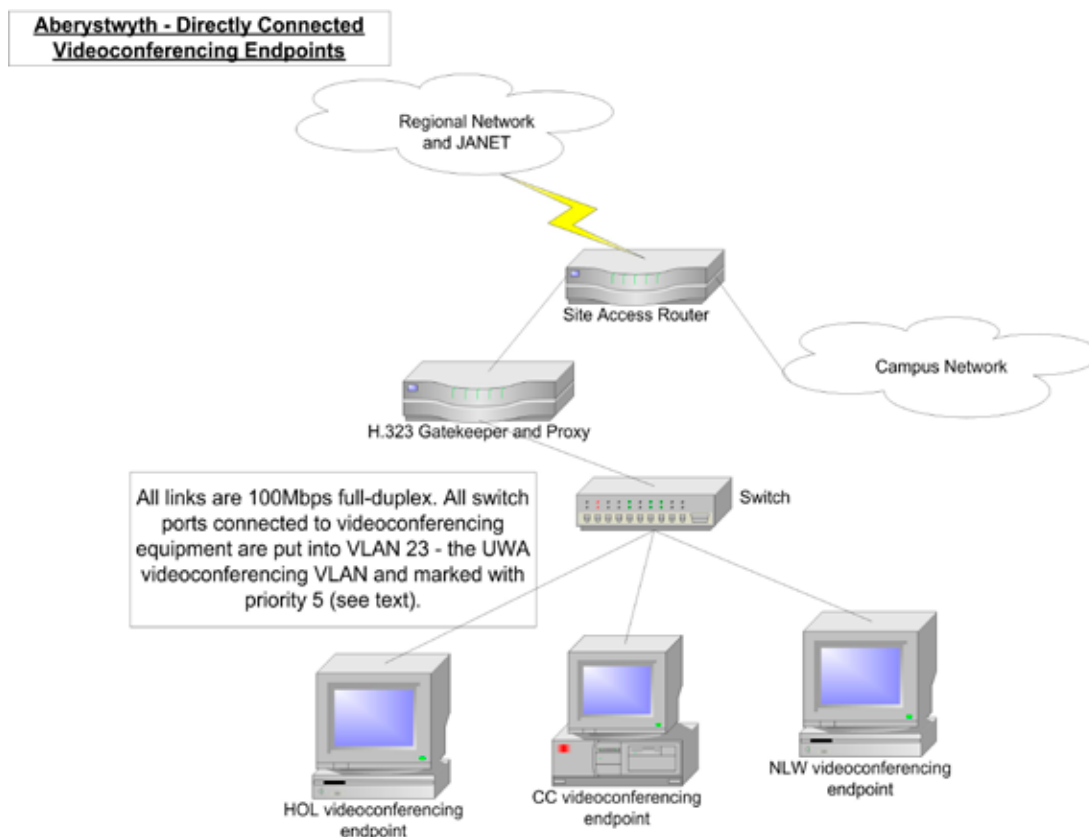 Aberystwyth - Directly Connected
Videoconferencing Endpoints
Regional Network
and JANET
Site Access Router
Campus Network
H.323 Gatekeeper and Proxy
All links are 100Mbps full-duplex. All switch
ports connected to videoconferencing
equipment are put into VLAN 23 - the UWA
videoconferencing VLAN and marked with
priority 5 (see text).
Switch
HOL videoconferencing
endpoint
CC videoconferencing
endpoint
NLW videoconferencing
endpoint